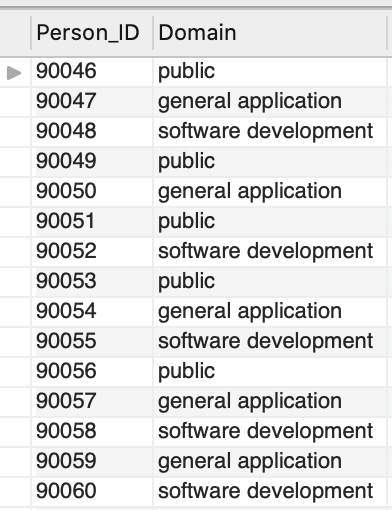 Person_ID Domain
90046 public
90047 general application
90048 software development
90049 public
90050 general application
90051 public
90052 software development
90053 public
90054 general application
90055 software development
90056 public
90057 general application
90058 software development
90059 general application
90060 software development